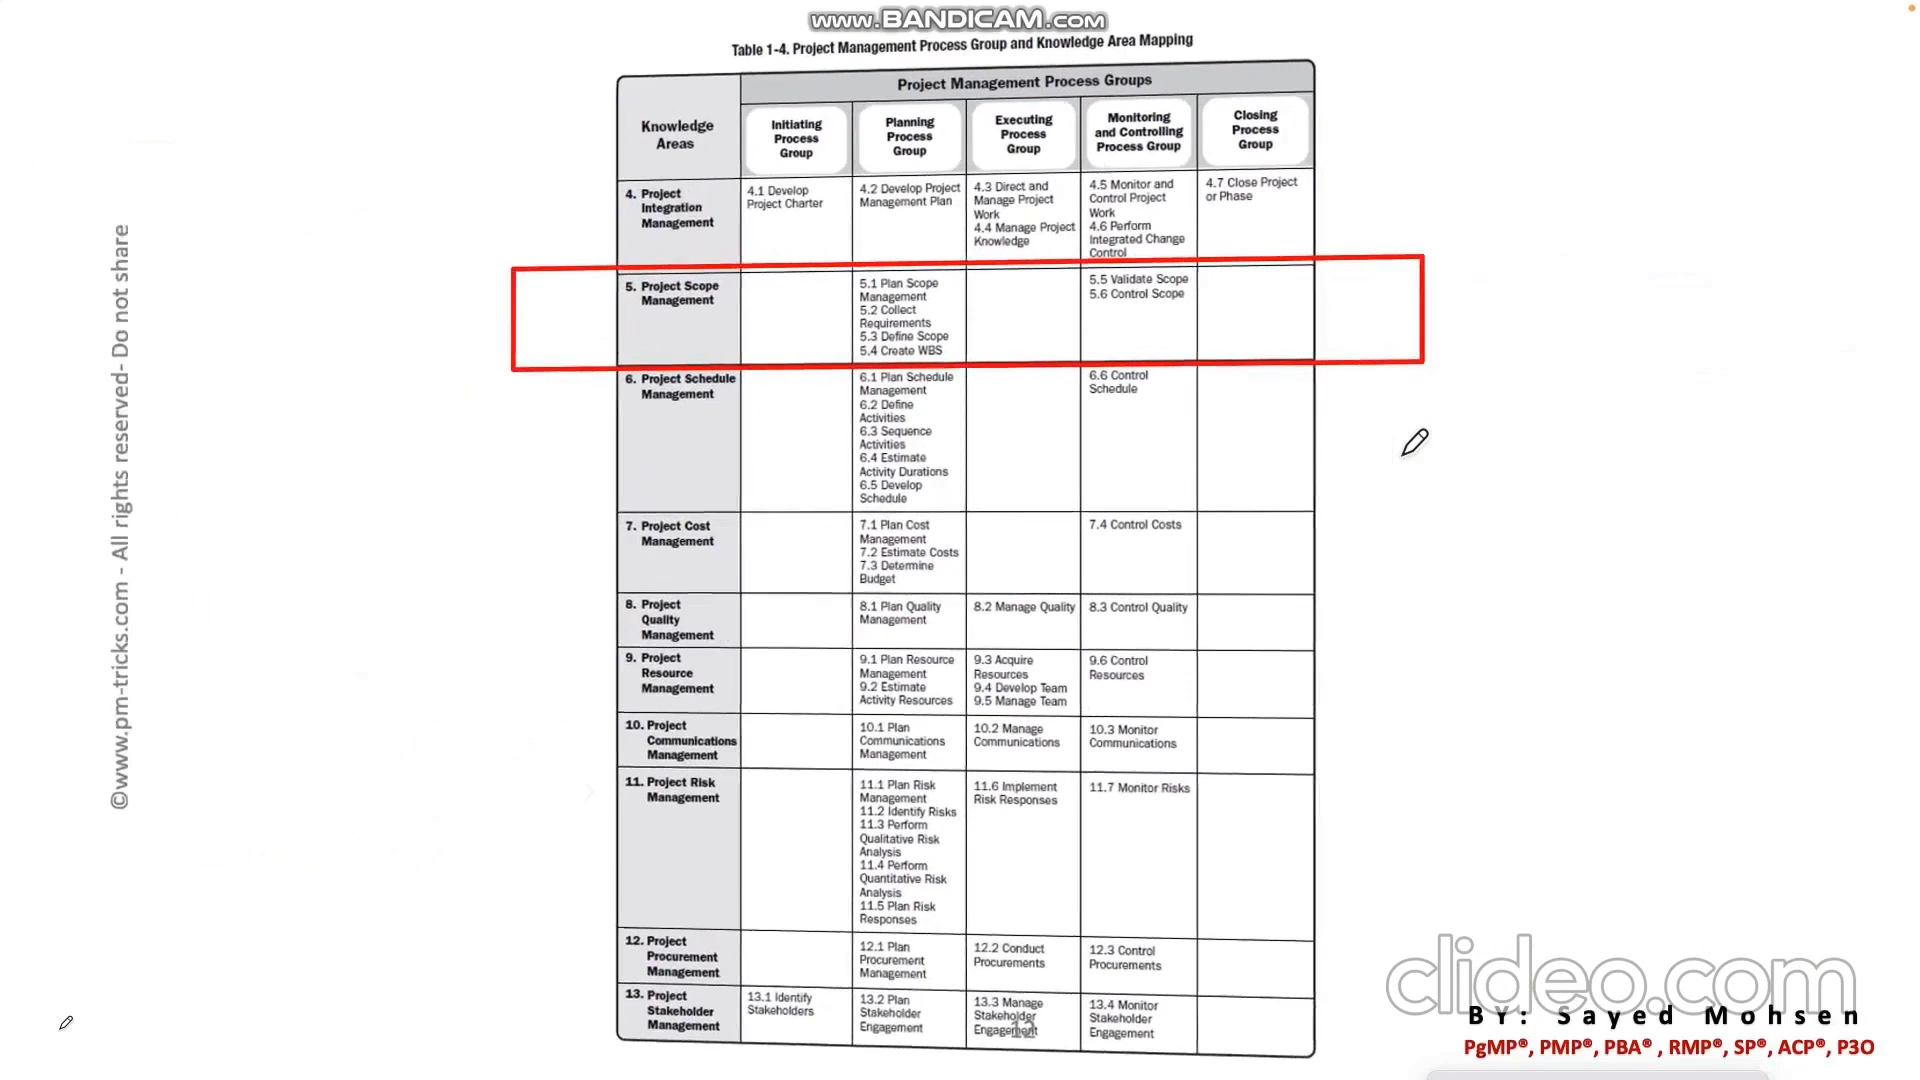 www.BANDICAM.com
Table 1-4. Project Management Process Group and Knowledge Area Mapping
Knowledge
Areas
Project Management Process Groups
Initiating
Process
Group
Planning
Process
Group
Executing
Process
Group
Monitoring
and Controlling
Process Group
Closing
Process
Group
4. Project
Integration
Management
4.1 Develop
Project Charter
4.2 Develop Project
Management Plan
4.3 Direct and
Manage Project
Work
4.4 Manage Project
Knowledge
4.5 Monitor and
Control Project
Work
4.6 Perform
Integrated Change
Control
4.7 Close Project
or Phase
5. Project Scope
Management
5.1 Plan Scope
Management
5.2 Collect
Requirements
5.3 Define Scope
5.4 Create WBS
5.5 Validate Scope
5.6 Control Scope
6. Project Schedule
Management
6.1 Plan Schedule
Management
6.2 Define
Activities
6.3 Sequence
Activities
6.4 Estimate
Activity Durations
6.5 Develop
Schedule
6.6 Control
Schedule
7. Project Cost
Management
7.1 Plan Cost
Management
7.2 Estimate Costs
7.3 Determine
Budget
7.4 Control Costs
8. Project
Quality
Management
8.1 Plan Quality
Management
8.2 Manage Quality
8.3 Control Quality
9. Project
Resource
Management
9.1 Plan Resource
Management
9.2 Estimate
Activity Resources
9.3 Acquire
Resources
9.4 Develop Team
9.5 Manage Team
9.6 Control
Resources
10. Project
Communications
Management
10.1 Plan
Communications
Management
10.2 Manage
Communications
10.3 Monitor
Communications
11. Project Risk
Management
11.1 Plan Risk
Management
11.2 Identify Risks
11.3 Perform
Qualitative Risk
Analysis
11.4 Perform
Quantitative Risk
Analysis
11.5 Plan Risk
Responses
11.6 Implement
Risk Responses
11.7 Monitor Risks
12. Project
Procurement
Management
12.1 Plan
Procurement
Management
12.2 Conduct
Procurements
12.3 Control
Procurements
13. Project
Stakeholder
Management
13.1 Identify
Stakeholders
13.2 Plan
Stakeholder
Engagement
13.3 Manage
Stakeholder
Engagement
13.4 Monitor
Stakeholder
Engagement
12
©www.pm-tricks.com - All rights reserved- Do not share
clideo.com
BY: Sayed Mohsen
PgMP®, PMP®, PBA® , RMP®, SP®, ACP®, P3O